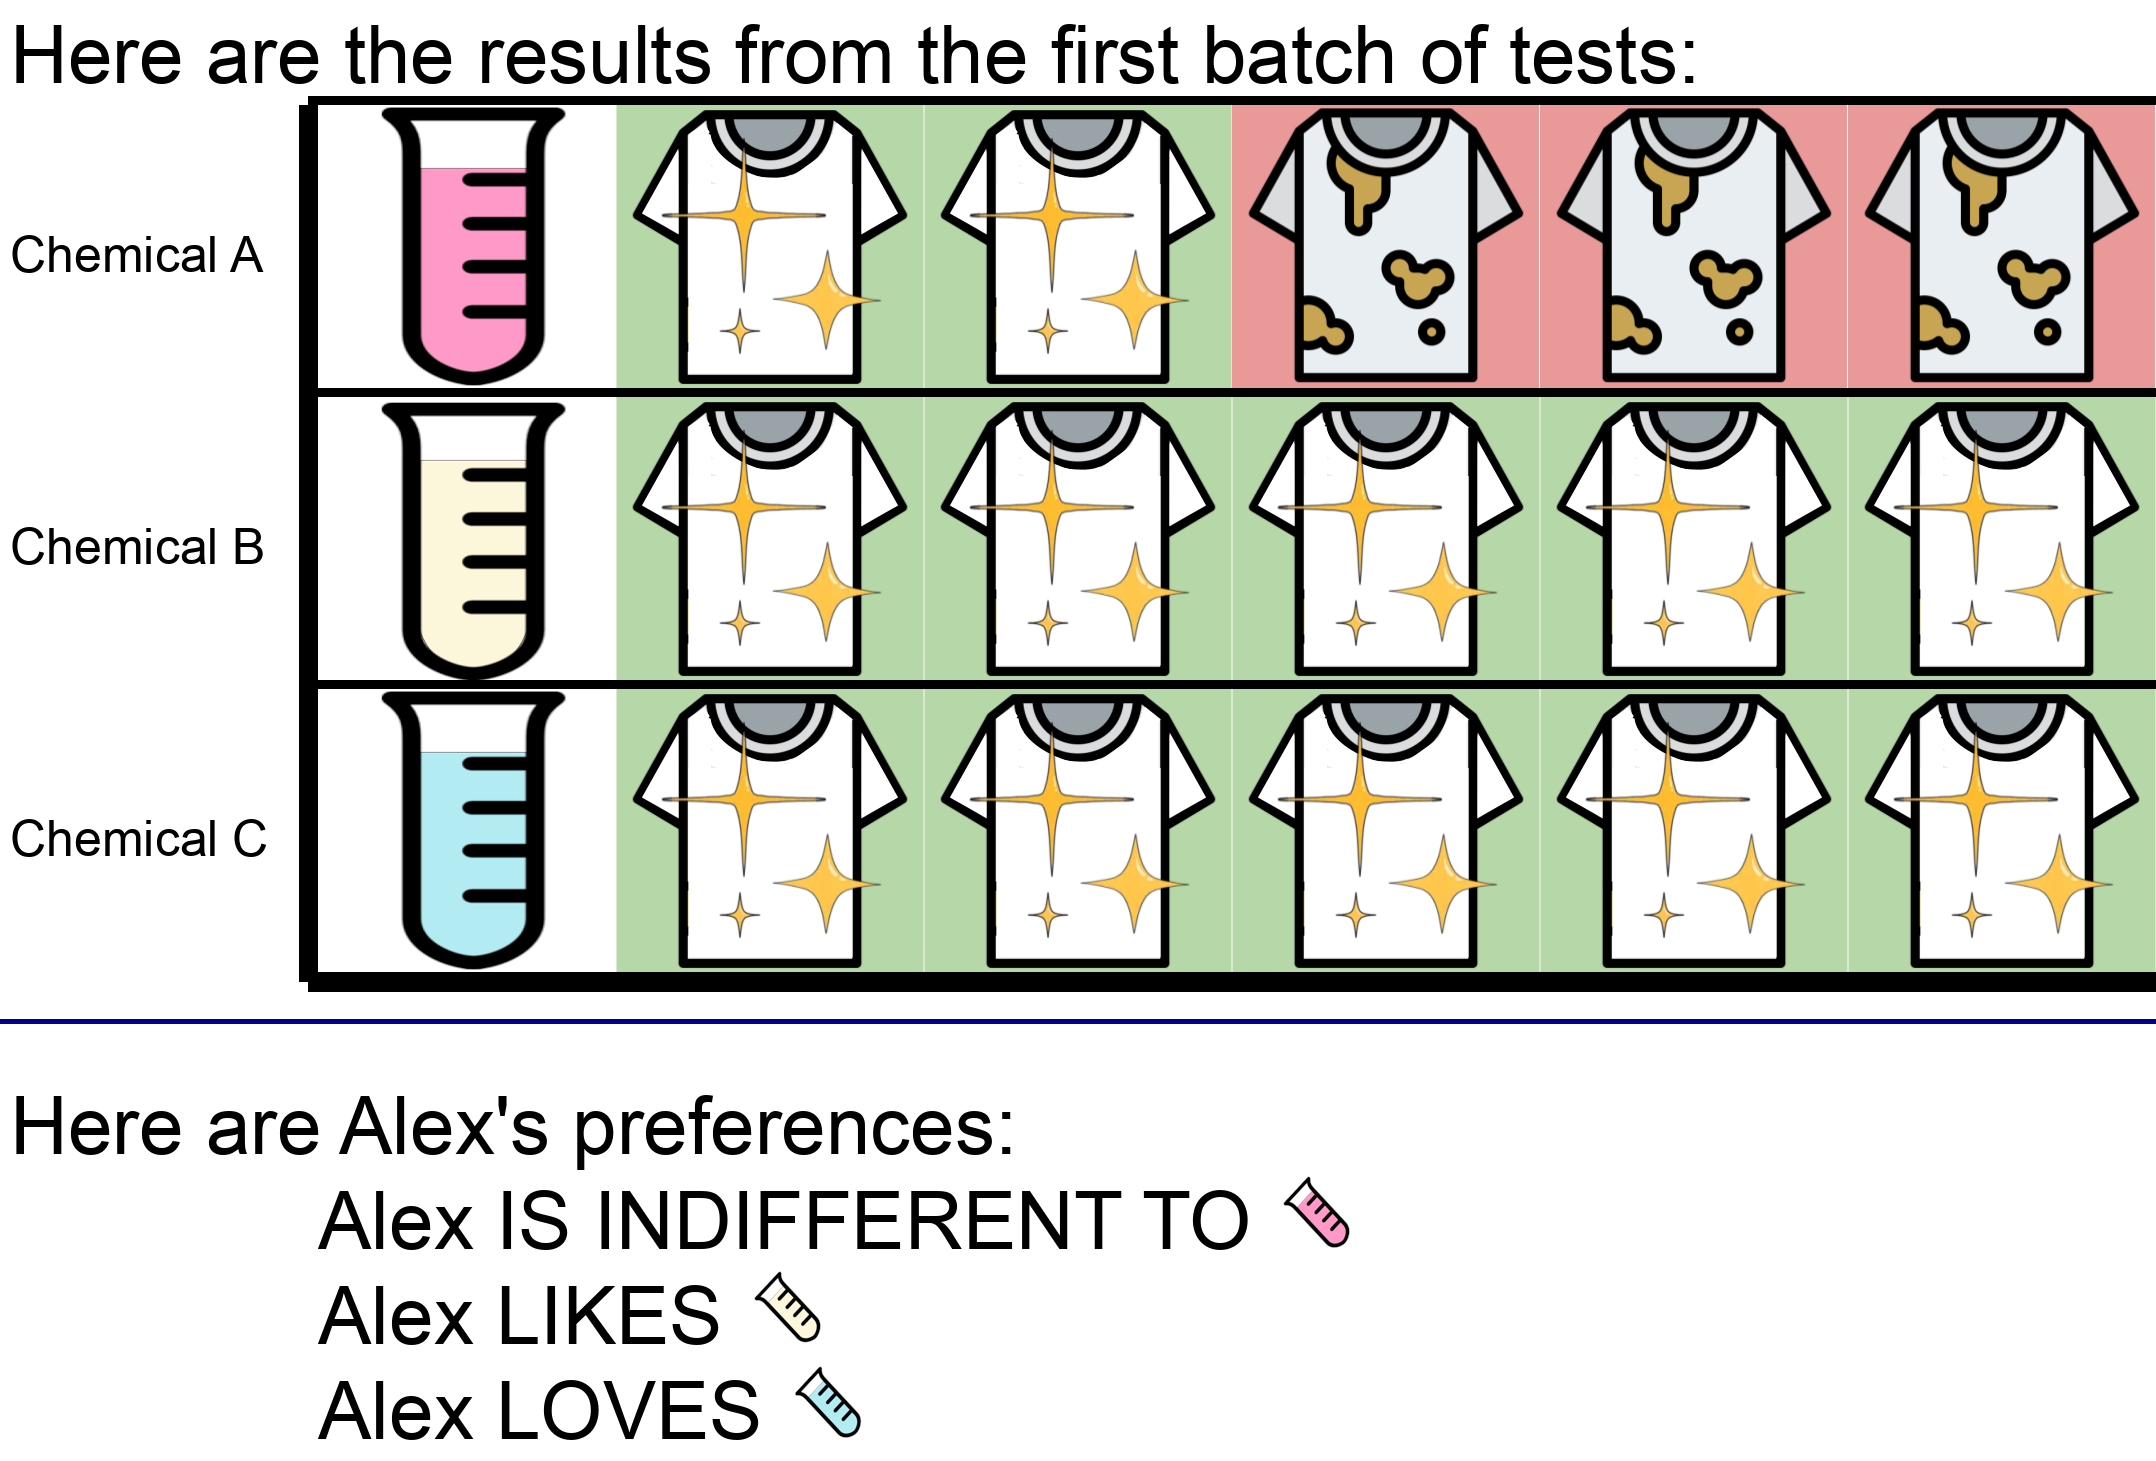 Here are the results from the first batch of tests:
Chemical A
Chemical B
Chemical C
Here are Alex's preferences:
Alex IS INDIFFERENT TO
Alex LIKES
Alex LOVES